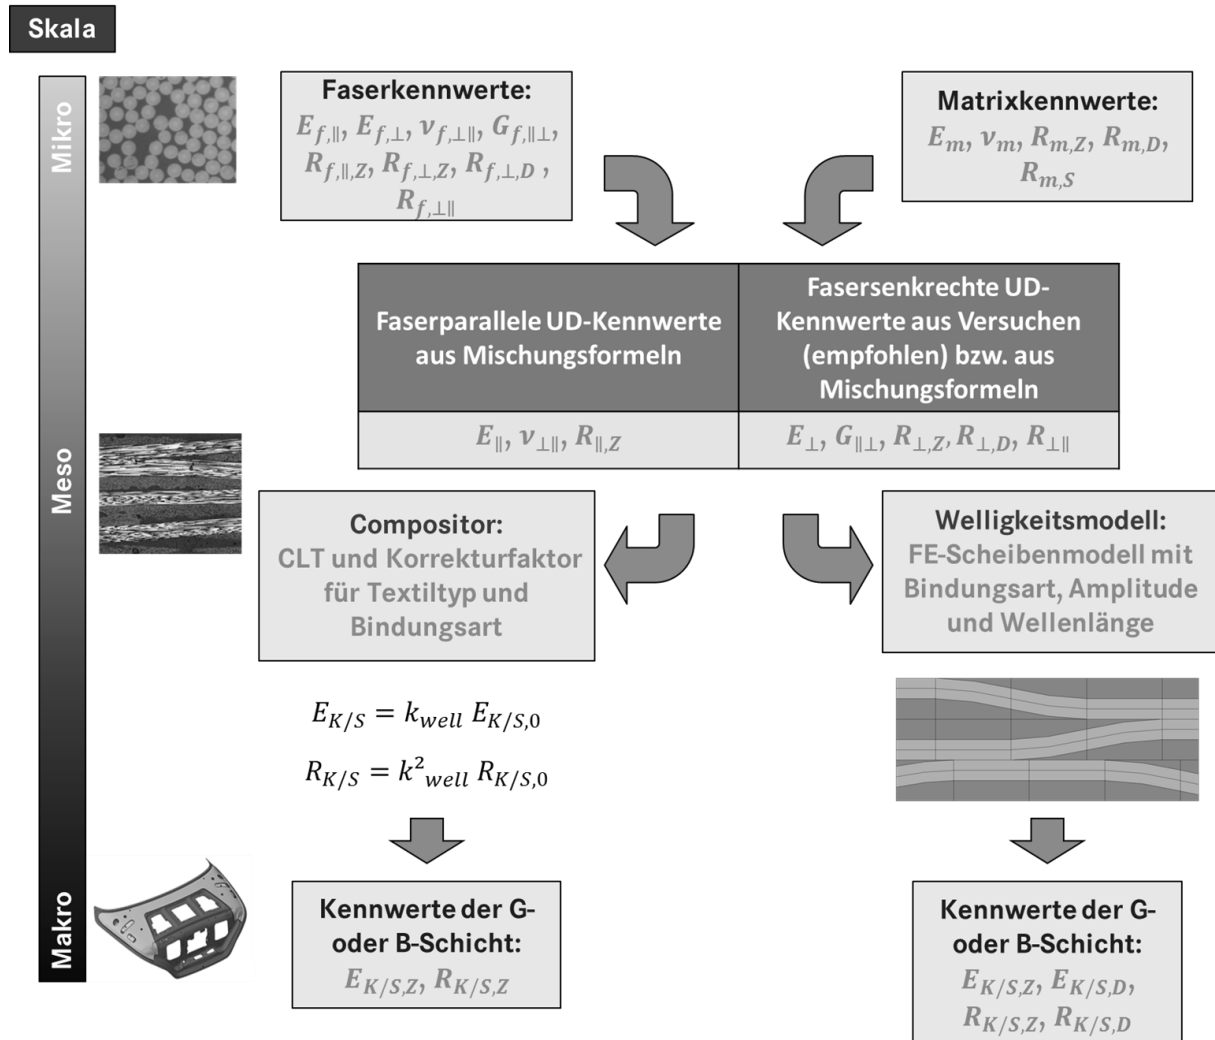 Skala
Mikro
Faserkennwerte:
E_{f,∥}, E_{f,⊥}, ν_{f,⊥∥}, G_{f,∥⊥},
R_{f,∥,Z}, R_{f,⊥,Z}, R_{f,⊥,D} ,
R_{f,⊥∥}
Matrixkennwerte:
E_m, ν_m, R_{m,Z}, R_{m,D},
R_{m,S}
Faserparallele UD-Kennwerte
aus Mischungsformeln
Fasersenkrechte UD-
Kennwerte aus Versuchen
(empfohlen) bzw. aus
Mischungsformeln
E_∥, ν_{⊥∥}, R_{∥,Z}
E_⊥, G_{∥⊥}, R_{⊥,Z}, R_{⊥,D}, R_{⊥∥}
Meso
Compositor:
CLT und Korrekturfaktor
für Textiltyp und
Bindungsart
Welligkeitsmodell:
FE-Scheibenmodell mit
Bindungsart, Amplitude
und Wellenlänge
E_{K/S} = k_{well} E_{K/S,0}
R_{K/S} = k^2_{well} R_{K/S,0}
Makro
Kennwerte der G-
oder B-Schicht:
E_{K/S,Z}, R_{K/S,Z}
Kennwerte der G-
oder B-Schicht:
E_{K/S,Z}, E_{K/S,D},
R_{K/S,Z}, R_{K/S,D}